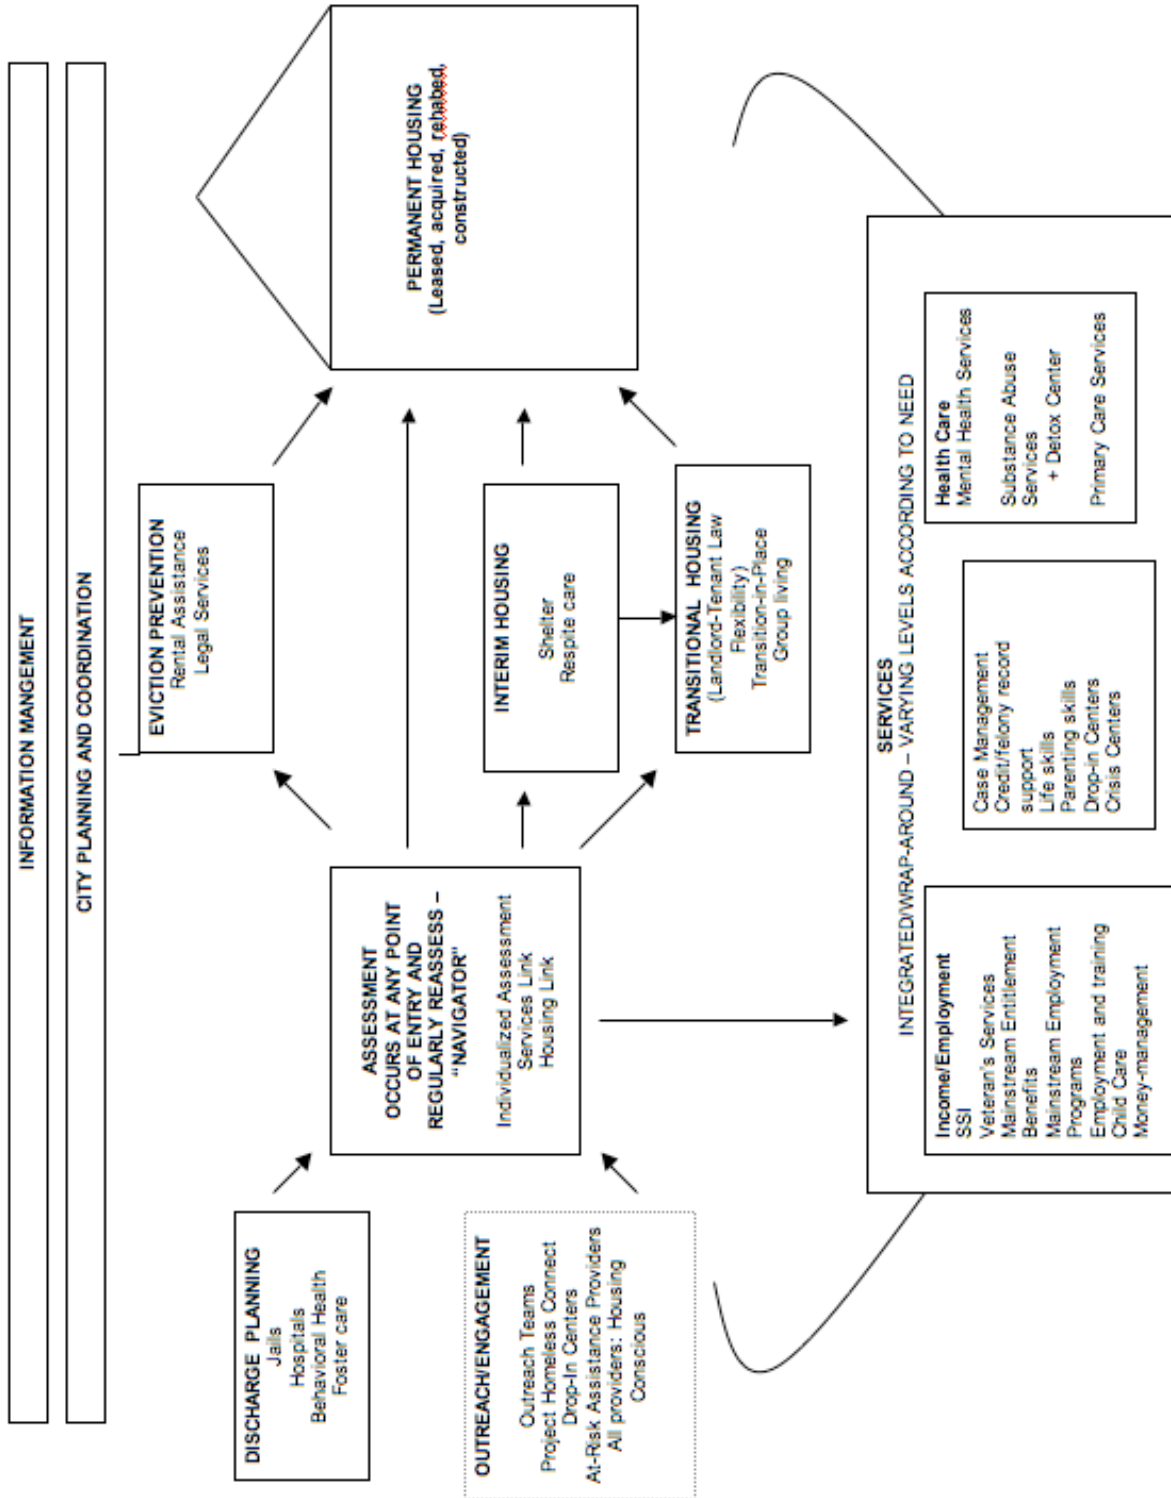 INFORMATION MANGEMENT
CITY PLANNING AND COORDINATION
DISCHARGE PLANNING
Jails
Hospitals
Behavioral Health
Foster care
OUTREACH/ENGAGEMENT
Outreach Teams
Project Homeless Connect
Drop-In Centers
At-Risk Assistance Providers
All providers: Housing
Conscious
ASSESSMENT
OCCURS AT ANY POINT
OF ENTRY AND
REGULARLY REASSESS –
“NAVIGATOR”
Individualized Assessment
Services Link
Housing Link
EVICTION PREVENTION
Rental Assistance
Legal Services
INTERIM HOUSING
Shelter
Respite care
TRANSITIONAL HOUSING
(Landlord-Tenant Law
Flexibility)
Transition-in-Place
Group living
PERMANENT HOUSING
(Leased, acquired, rehabed,
constructed)
SERVICES
INTEGRATED/WRAP-AROUND – VARYING LEVELS ACCORDING TO NEED
Income/Employment
SSI
Veteran's Services
Mainstream Entitlement
Benefits
Mainstream Employment
Programs
Employment and training
Child Care
Money-management
Case Management
Credit/felony record
support
Life skills
Parenting skills
Drop-in Centers
Crisis Centers
Health Care
Mental Health Services
Substance Abuse
Services
+ Detox Center
Primary Care Services